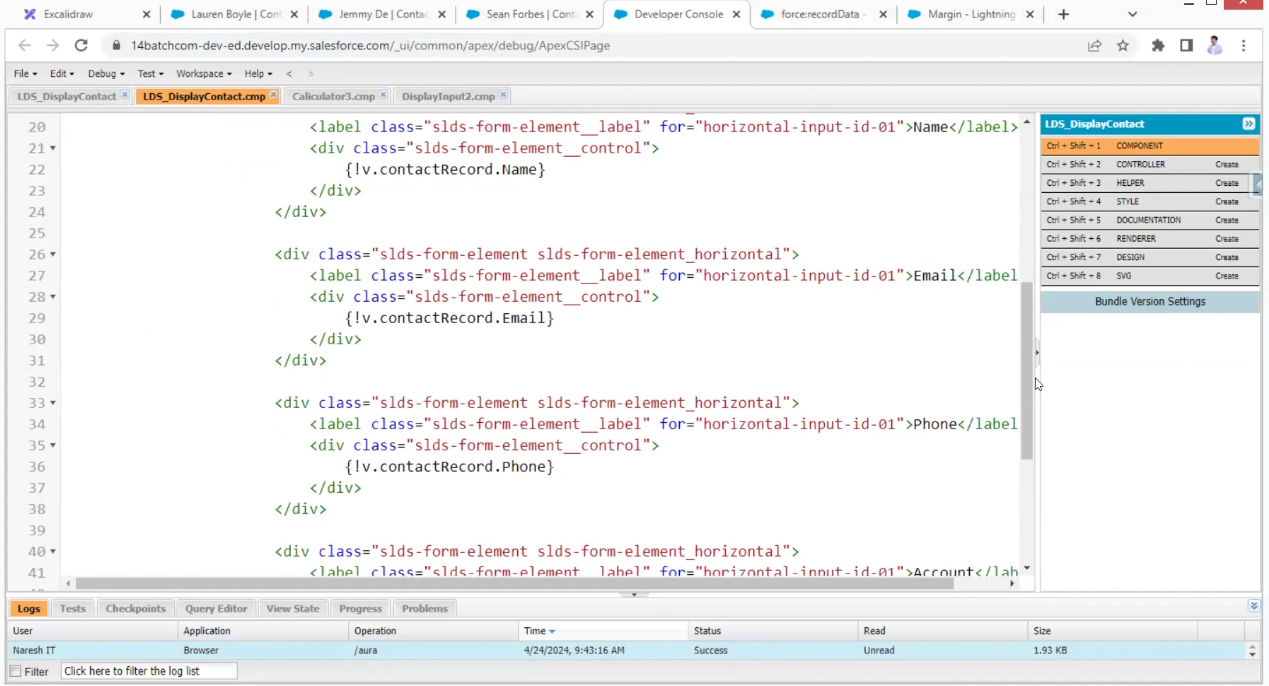 Excalidraw Lauren Boyle | Cont Jemmy De | Contac Sean Forbes | Conta Developer Console force:recordData - Margin - Lightning
14batchcom-dev-ed.develop.my.salesforce.com/_ui/common/apex/debug/ApexCSIPage
File Edit Debug Test Workspace Help < >
LDS_DisplayContact LDS_DisplayContact.cmp Caliculator3.cmp DisplayInput2.cmp
20 <label class="slds-form-element__label" for="horizontal-input-id-01">Name</label>
21 <div class="slds-form-element__control">
22 {!v.contactRecord.Name}
23 </div>
24 </div>
25
26 <div class="slds-form-element slds-form-element_horizontal">
27 <label class="slds-form-element__label" for="horizontal-input-id-01">Email</label
28 <div class="slds-form-element__control">
29 {!v.contactRecord.Email}
30 </div>
31 </div>
32
33 <div class="slds-form-element slds-form-element_horizontal">
34 <label class="slds-form-element__label" for="horizontal-input-id-01">Phone</label
35 <div class="slds-form-element__control">
36 {!v.contactRecord.Phone}
37 </div>
38 </div>
39
40 <div class="slds-form-element slds-form-element_horizontal">
41 <label class="slds-form-element__label" for="horizontal-input-id-01">Account</lab
LDS_DisplayContact
Ctrl + Shift + 1 COMPONENT
Ctrl + Shift + 2 CONTROLLER Create
Ctrl + Shift + 3 HELPER Create
Ctrl + Shift + 4 STYLE Create
Ctrl + Shift + 5 DOCUMENTATION Create
Ctrl + Shift + 6 RENDERER Create
Ctrl + Shift + 7 DESIGN Create
Ctrl + Shift + 8 SVG Create
Bundle Version Settings
Logs Tests Checkpoints Query Editor View State Progress Problems
User Application Operation Time Status Read Size
Naresh IT Browser /aura 4/24/2024, 9:43:16 AM Success Unread 1.93 KB
Filter Click here to filter the log list